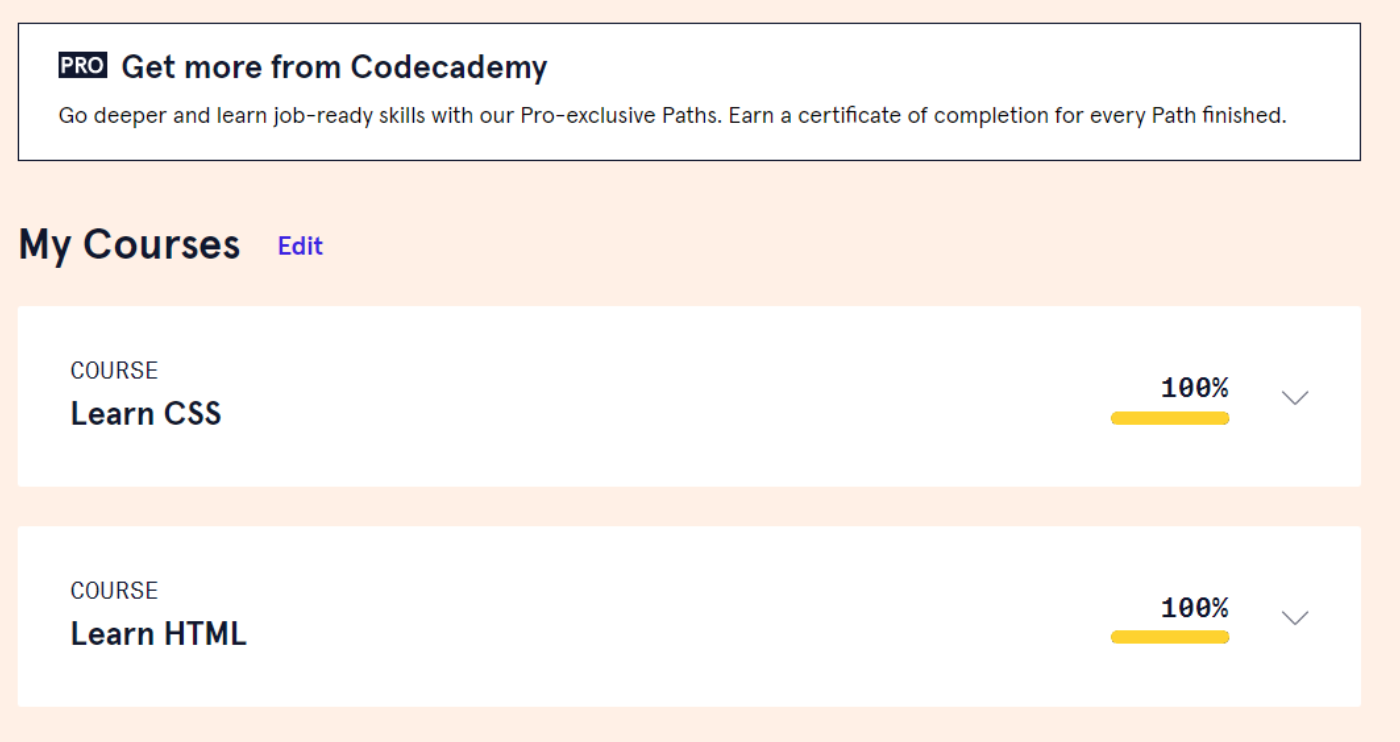 PRO Get more from Codecademy
Go deeper and learn job-ready skills with our Pro-exclusive Paths. Earn a certificate of completion for every Path finished.
My Courses Edit
COURSE
Learn CSS
100%
COURSE
Learn HTML
100%